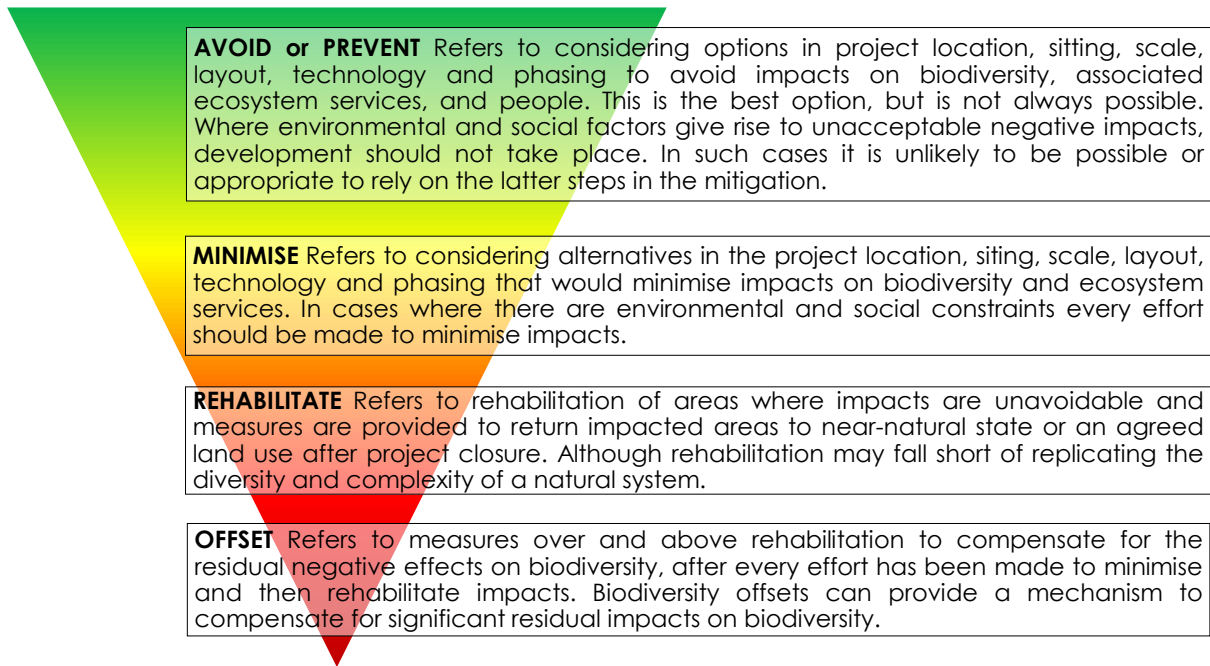 AVOID or PREVENT Refers to considering options in project location, sitting, scale,
layout, technology and phasing to avoid impacts on biodiversity, associated
ecosystem services, and people. This is the best option, but is not always possible.
Where environmental and social factors give rise to unacceptable negative impacts,
development should not take place. In such cases it is unlikely to be possible or
appropriate to rely on the latter steps in the mitigation.
MINIMISE Refers to considering alternatives in the project location, siting, scale, layout,
technology and phasing that would minimise impacts on biodiversity and ecosystem
services. In cases where there are environmental and social constraints every effort
should be made to minimise impacts.
REHABILITATE Refers to rehabilitation of areas where impacts are unavoidable and
measures are provided to return impacted areas to near-natural state or an agreed
land use after project closure. Although rehabilitation may fall short of replicating the
diversity and complexity of a natural system.
OFFSET Refers to measures over and above rehabilitation to compensate for the
residual negative effects on biodiversity, after every effort has been made to minimise
and then rehabilitate impacts. Biodiversity offsets can provide a mechanism to
compensate for significant residual impacts on biodiversity.